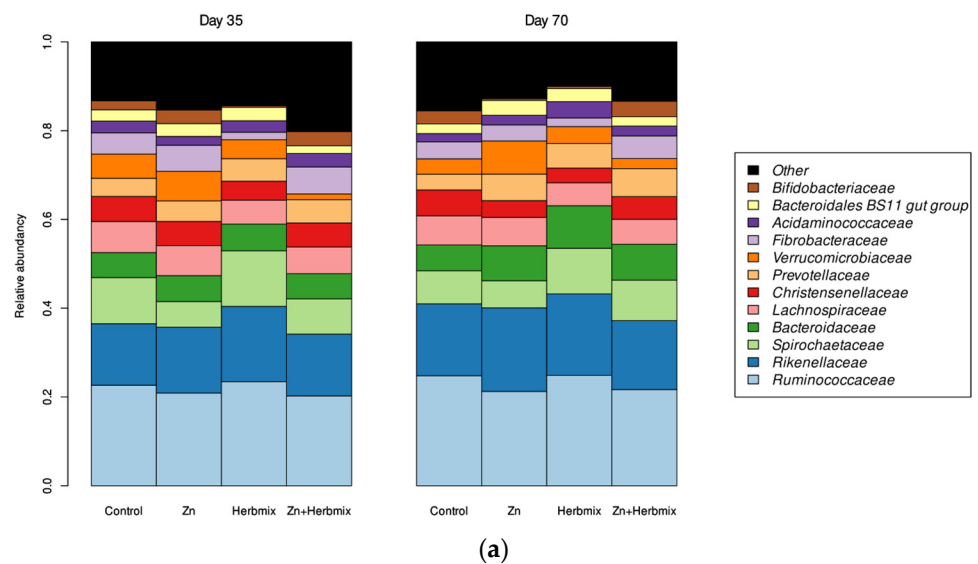 Day 35
Day 70
Relative abundancy
1.0
0.8
0.6
0.4
0.2
0.0
Control Zn Herbmix Zn+Herbmix
Control Zn Herbmix Zn+Herbmix
Other
Bifidobacteriaceae
Bacteroidales BS11 gut group
Acidaminococcaceae
Fibrobacteraceae
Verrucomicrobiaceae
Prevotellaceae
Christensenellaceae
Lachnospiraceae
Bacteroidaceae
Spirochaetaceae
Rikenellaceae
Ruminococcaceae
(a)